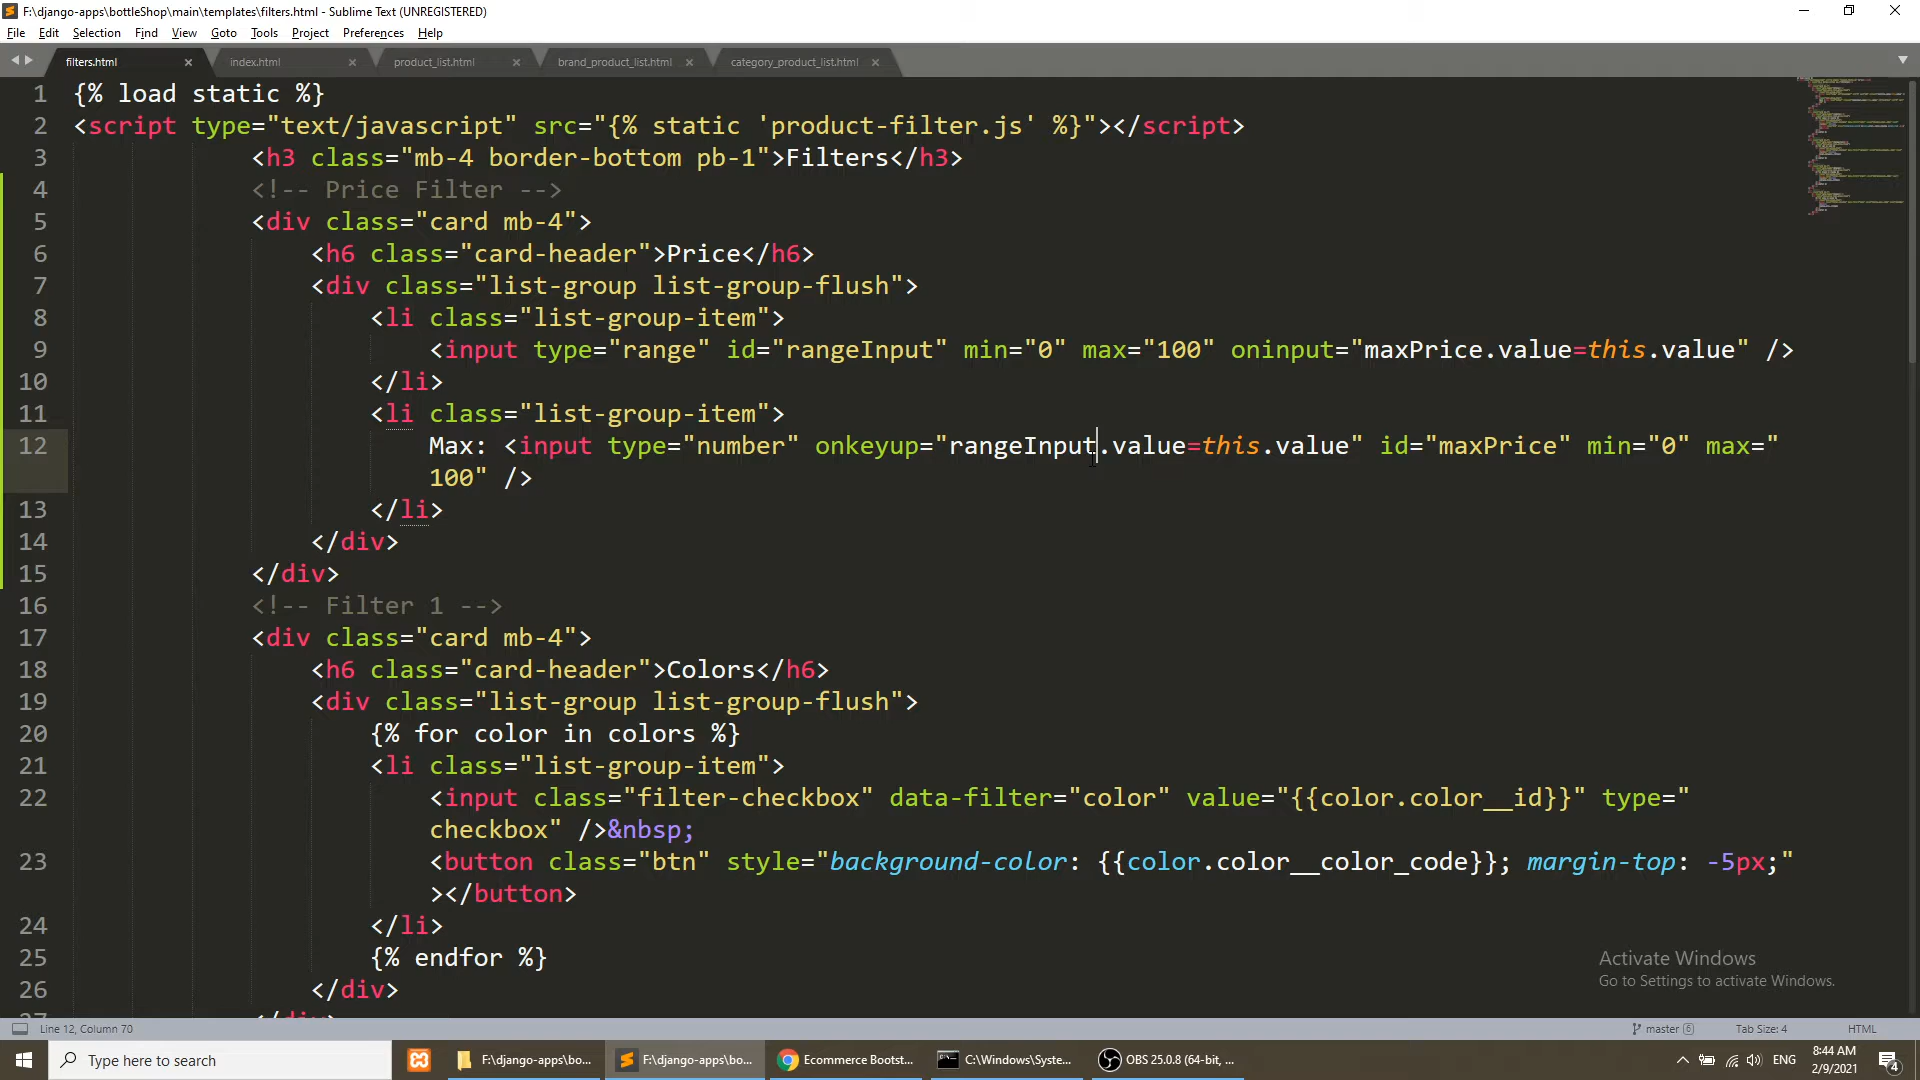 F:\django-apps\bottleShop\main\templates\filters.html - Sublime Text (UNREGISTERED)
File Edit Selection Find View Goto Tools Project Preferences Help
filters.html index.html product_list.html brand_product_list.html category_product_list.html
1 {% load static %}
2 <script type="text/javascript" src="{% static 'product-filter.js' %}"></script>
3 <h3 class="mb-4 border-bottom pb-1">Filters</h3>
4 <!-- Price Filter -->
5 <div class="card mb-4">
6 <h6 class="card-header">Price</h6>
7 <div class="list-group list-group-flush">
8 <li class="list-group-item">
9 <input type="range" id="rangeInput" min="0" max="100" oninput="maxPrice.value=this.value" />
10 </li>
11 <li class="list-group-item">
12 Max: <input type="number" onkeyup="rangeInput.value=this.value" id="maxPrice" min="0" max="
100" />
13 </li>
14 </div>
15 </div>
16 <!-- Filter 1 -->
17 <div class="card mb-4">
18 <h6 class="card-header">Colors</h6>
19 <div class="list-group list-group-flush">
20 {% for color in colors %}
21 <li class="list-group-item">
22 <input class="filter-checkbox" data-filter="color" value="{{color.color__id}}" type="
checkbox" />&nbsp;
23 <button class="btn" style="background-color: {{color.color__color_code}}; margin-top: -5px;"
></button>
24 </li>
25 {% endfor %}
26 </div>
27 </div>
Activate Windows
Go to Settings to activate Windows.
Line 12, Column 70 master 6 Tab Size: 4 HTML
Type here to search F:\django-apps\bo... F:\django-apps\bo... Ecommerce Bootst... C:\Windows\Syste... OBS 25.0.8 (64-bit, ... ENG 8:44 AM
2/9/2021 4